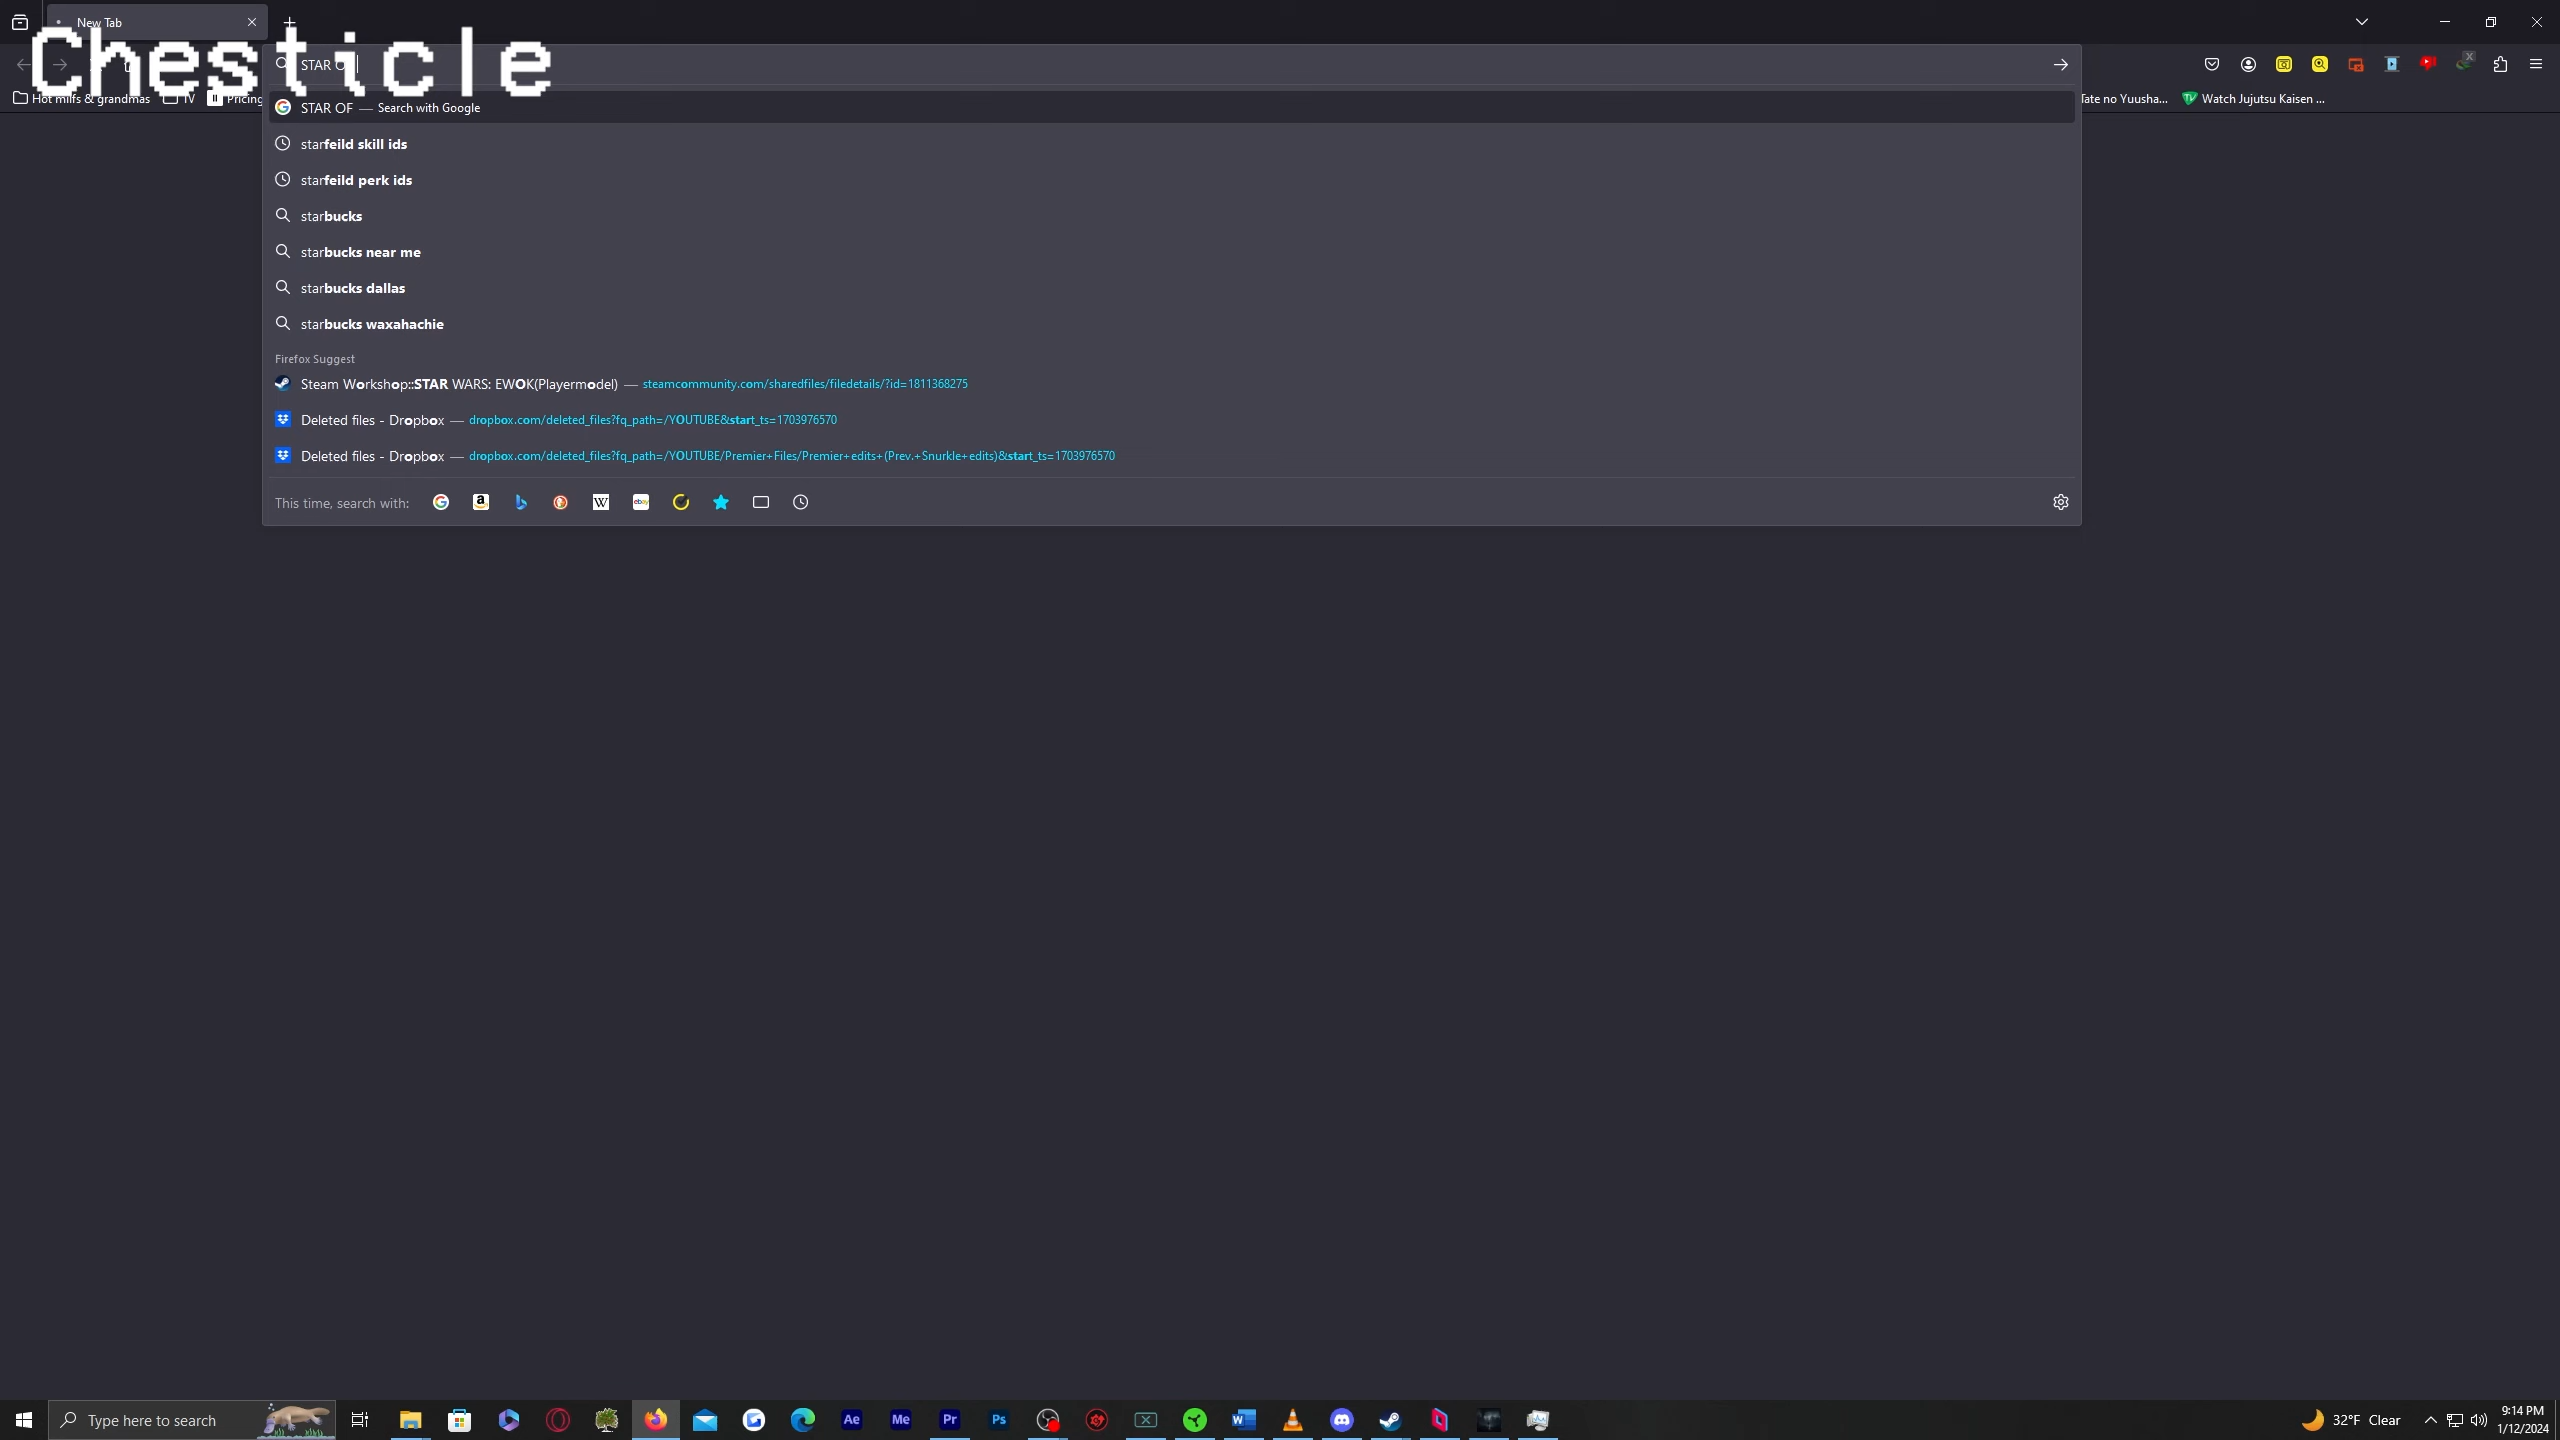 New Tab
Chesticle
STAR O
Hot milfs & grandmas
TV
Pricing
Tate no Yuusha...
Watch Jujutsu Kaisen ...
STAR OF — Search with Google
starfeild skill ids
starfeild perk ids
starbucks
starbucks near me
starbucks dallas
starbucks waxahachie
Firefox Suggest
Steam Workshop::STAR WARS: EWOK(Playermodel) — steamcommunity.com/sharedfiles/filedetails/?id=1811368275
Deleted files - Dropbox — dropbox.com/deleted_files?fq_path=/YOUTUBE&start_ts=1703976570
Deleted files - Dropbox — dropbox.com/deleted_files?fq_path=/YOUTUBE/Premier+Files/Premier+edits+(Prev.+Snurkle+edits)&start_ts=1703976570
This time, search with:
Type here to search
Ae
Me
Pr
Ps
32°F Clear
9:14 PM
1/12/2024